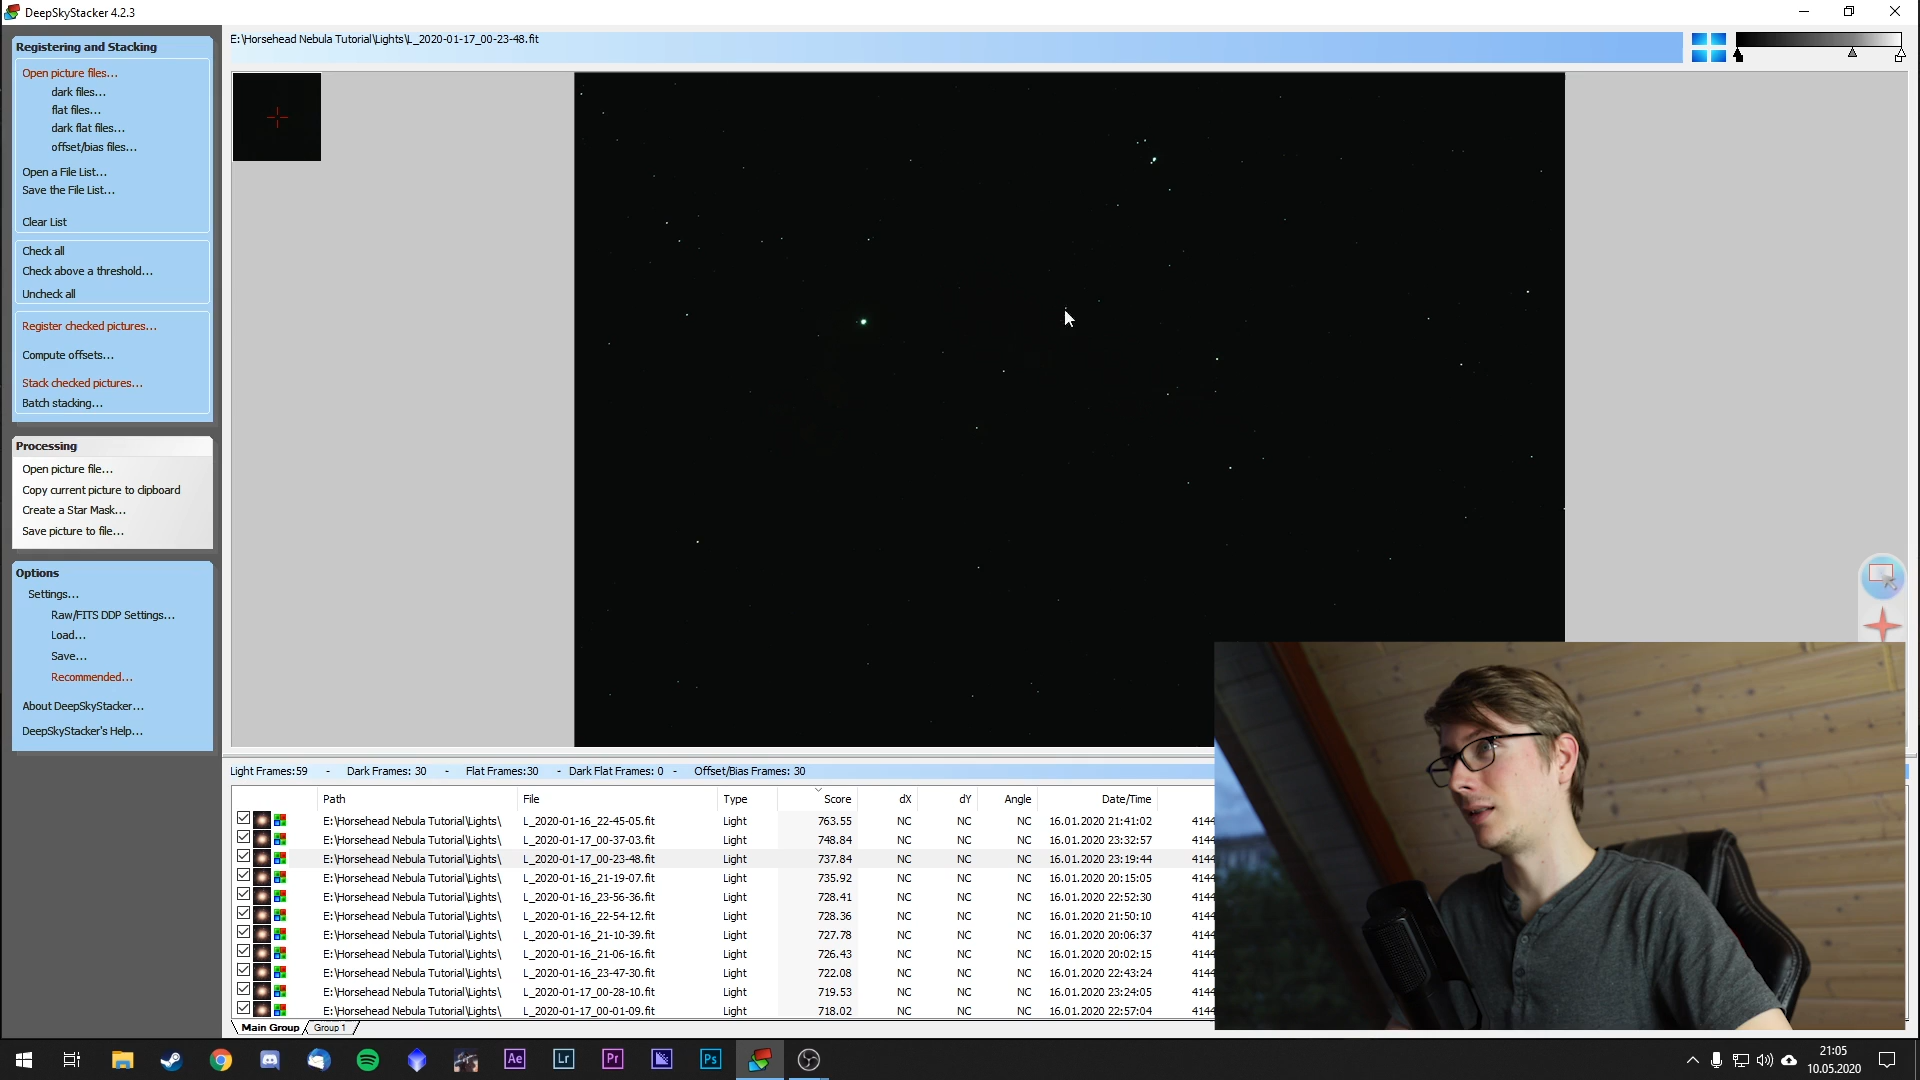 DeepSkyStacker 4.2.3
Registering and Stacking
Open picture files...
dark files...
flat files...
dark flat files...
offset/bias files...
Open a File List...
Save the File List...
Clear List
Check all
Check above a threshold...
Uncheck all
Register checked pictures...
Compute offsets...
Stack checked pictures...
Batch stacking...
Processing
Open picture file...
Copy current picture to clipboard
Create a Star Mask...
Save picture to file...
Options
Settings...
Raw/FITS DDP Settings...
Load...
Save...
Recommended...
About DeepSkyStacker...
DeepSkyStacker's Help...
E:\Horsehead Nebula Tutorial\Lights\L_2020-01-17_00-23-48.fit
Light Frames:59 - Dark Frames: 30 - Flat Frames:30 - Dark Flat Frames: 0 - Offset/Bias Frames: 30
Path File Type Score dX dY Angle Date/Time
E:\Horsehead Nebula Tutorial\Lights\ L_2020-01-16_22-45-05.fit Light 763.55 NC NC NC 16.01.2020 21:41:02 4144
E:\Horsehead Nebula Tutorial\Lights\ L_2020-01-17_00-37-03.fit Light 748.84 NC NC NC 16.01.2020 23:32:57 4144
E:\Horsehead Nebula Tutorial\Lights\ L_2020-01-17_00-23-48.fit Light 737.84 NC NC NC 16.01.2020 23:19:44 4144
E:\Horsehead Nebula Tutorial\Lights\ L_2020-01-16_21-19-07.fit Light 735.92 NC NC NC 16.01.2020 20:15:05 4144
E:\Horsehead Nebula Tutorial\Lights\ L_2020-01-16_23-56-36.fit Light 728.41 NC NC NC 16.01.2020 22:52:30 4144
E:\Horsehead Nebula Tutorial\Lights\ L_2020-01-16_22-54-12.fit Light 728.36 NC NC NC 16.01.2020 21:50:10 4144
E:\Horsehead Nebula Tutorial\Lights\ L_2020-01-16_21-10-39.fit Light 727.78 NC NC NC 16.01.2020 20:06:37 4144
E:\Horsehead Nebula Tutorial\Lights\ L_2020-01-16_21-06-16.fit Light 726.43 NC NC NC 16.01.2020 20:02:15 4144
E:\Horsehead Nebula Tutorial\Lights\ L_2020-01-16_23-47-30.fit Light 722.08 NC NC NC 16.01.2020 22:43:24 4144
E:\Horsehead Nebula Tutorial\Lights\ L_2020-01-17_00-28-10.fit Light 719.53 NC NC NC 16.01.2020 23:24:05 4144
E:\Horsehead Nebula Tutorial\Lights\ L_2020-01-17_00-01-09.fit Light 718.02 NC NC NC 16.01.2020 22:57:04 4144
Main Group Group 1
Ae Lr Pr Ps
21:05
10.05.2020